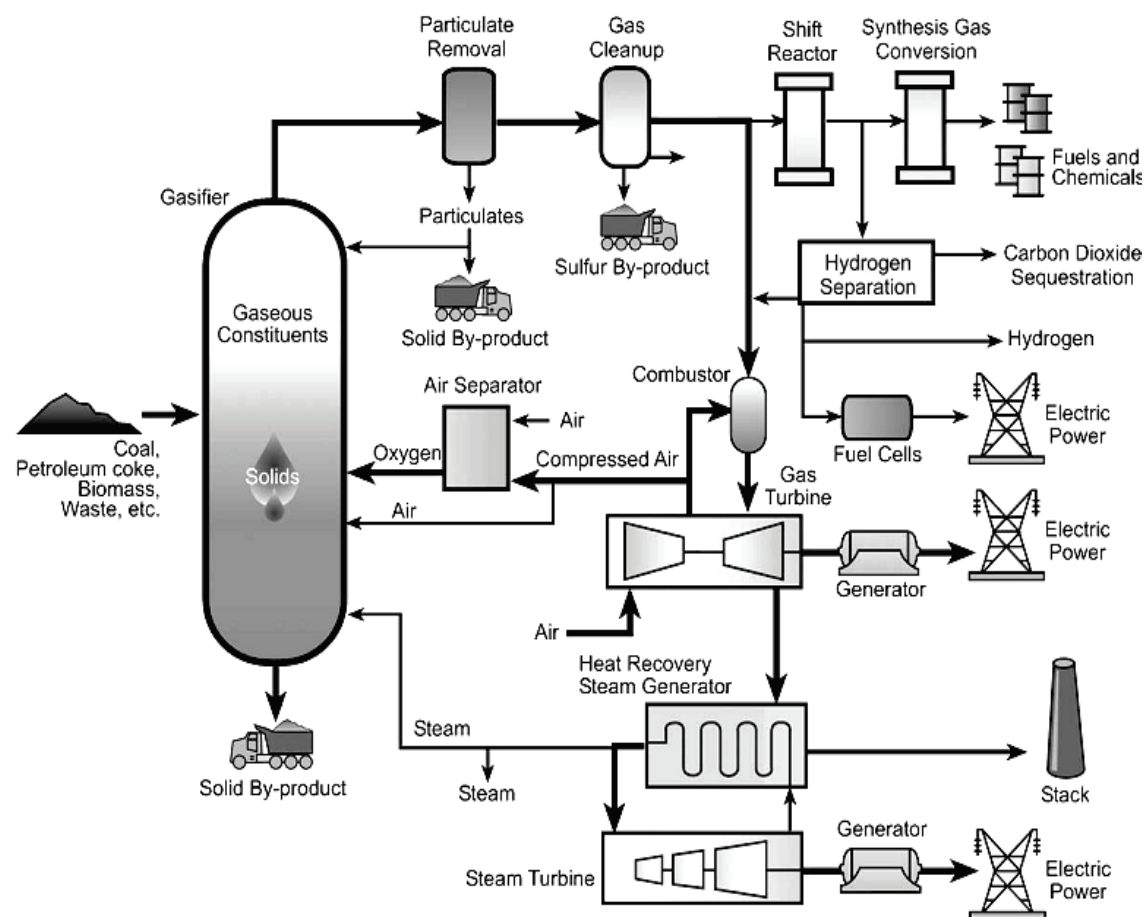 Particulate
Removal
Gas
Cleanup
Shift
Reactor
Synthesis Gas
Conversion
Fuels and
Chemicals
Gasifier
Particulates
Sulfur By-product
Solid By-product
Hydrogen
Separation
Carbon Dioxide
Sequestration
Gaseous
Constituents
Hydrogen
Combustor
Air Separator
Air
Electric
Power
Fuel Cells
Coal,
Petroleum coke,
Biomass,
Waste, etc.
Solids
Oxygen
Compressed Air
Gas
Turbine
Air
Electric
Power
Generator
Air
Heat Recovery
Steam Generator
Steam
Solid By-product
Steam
Stack
Generator
Steam Turbine
Electric
Power